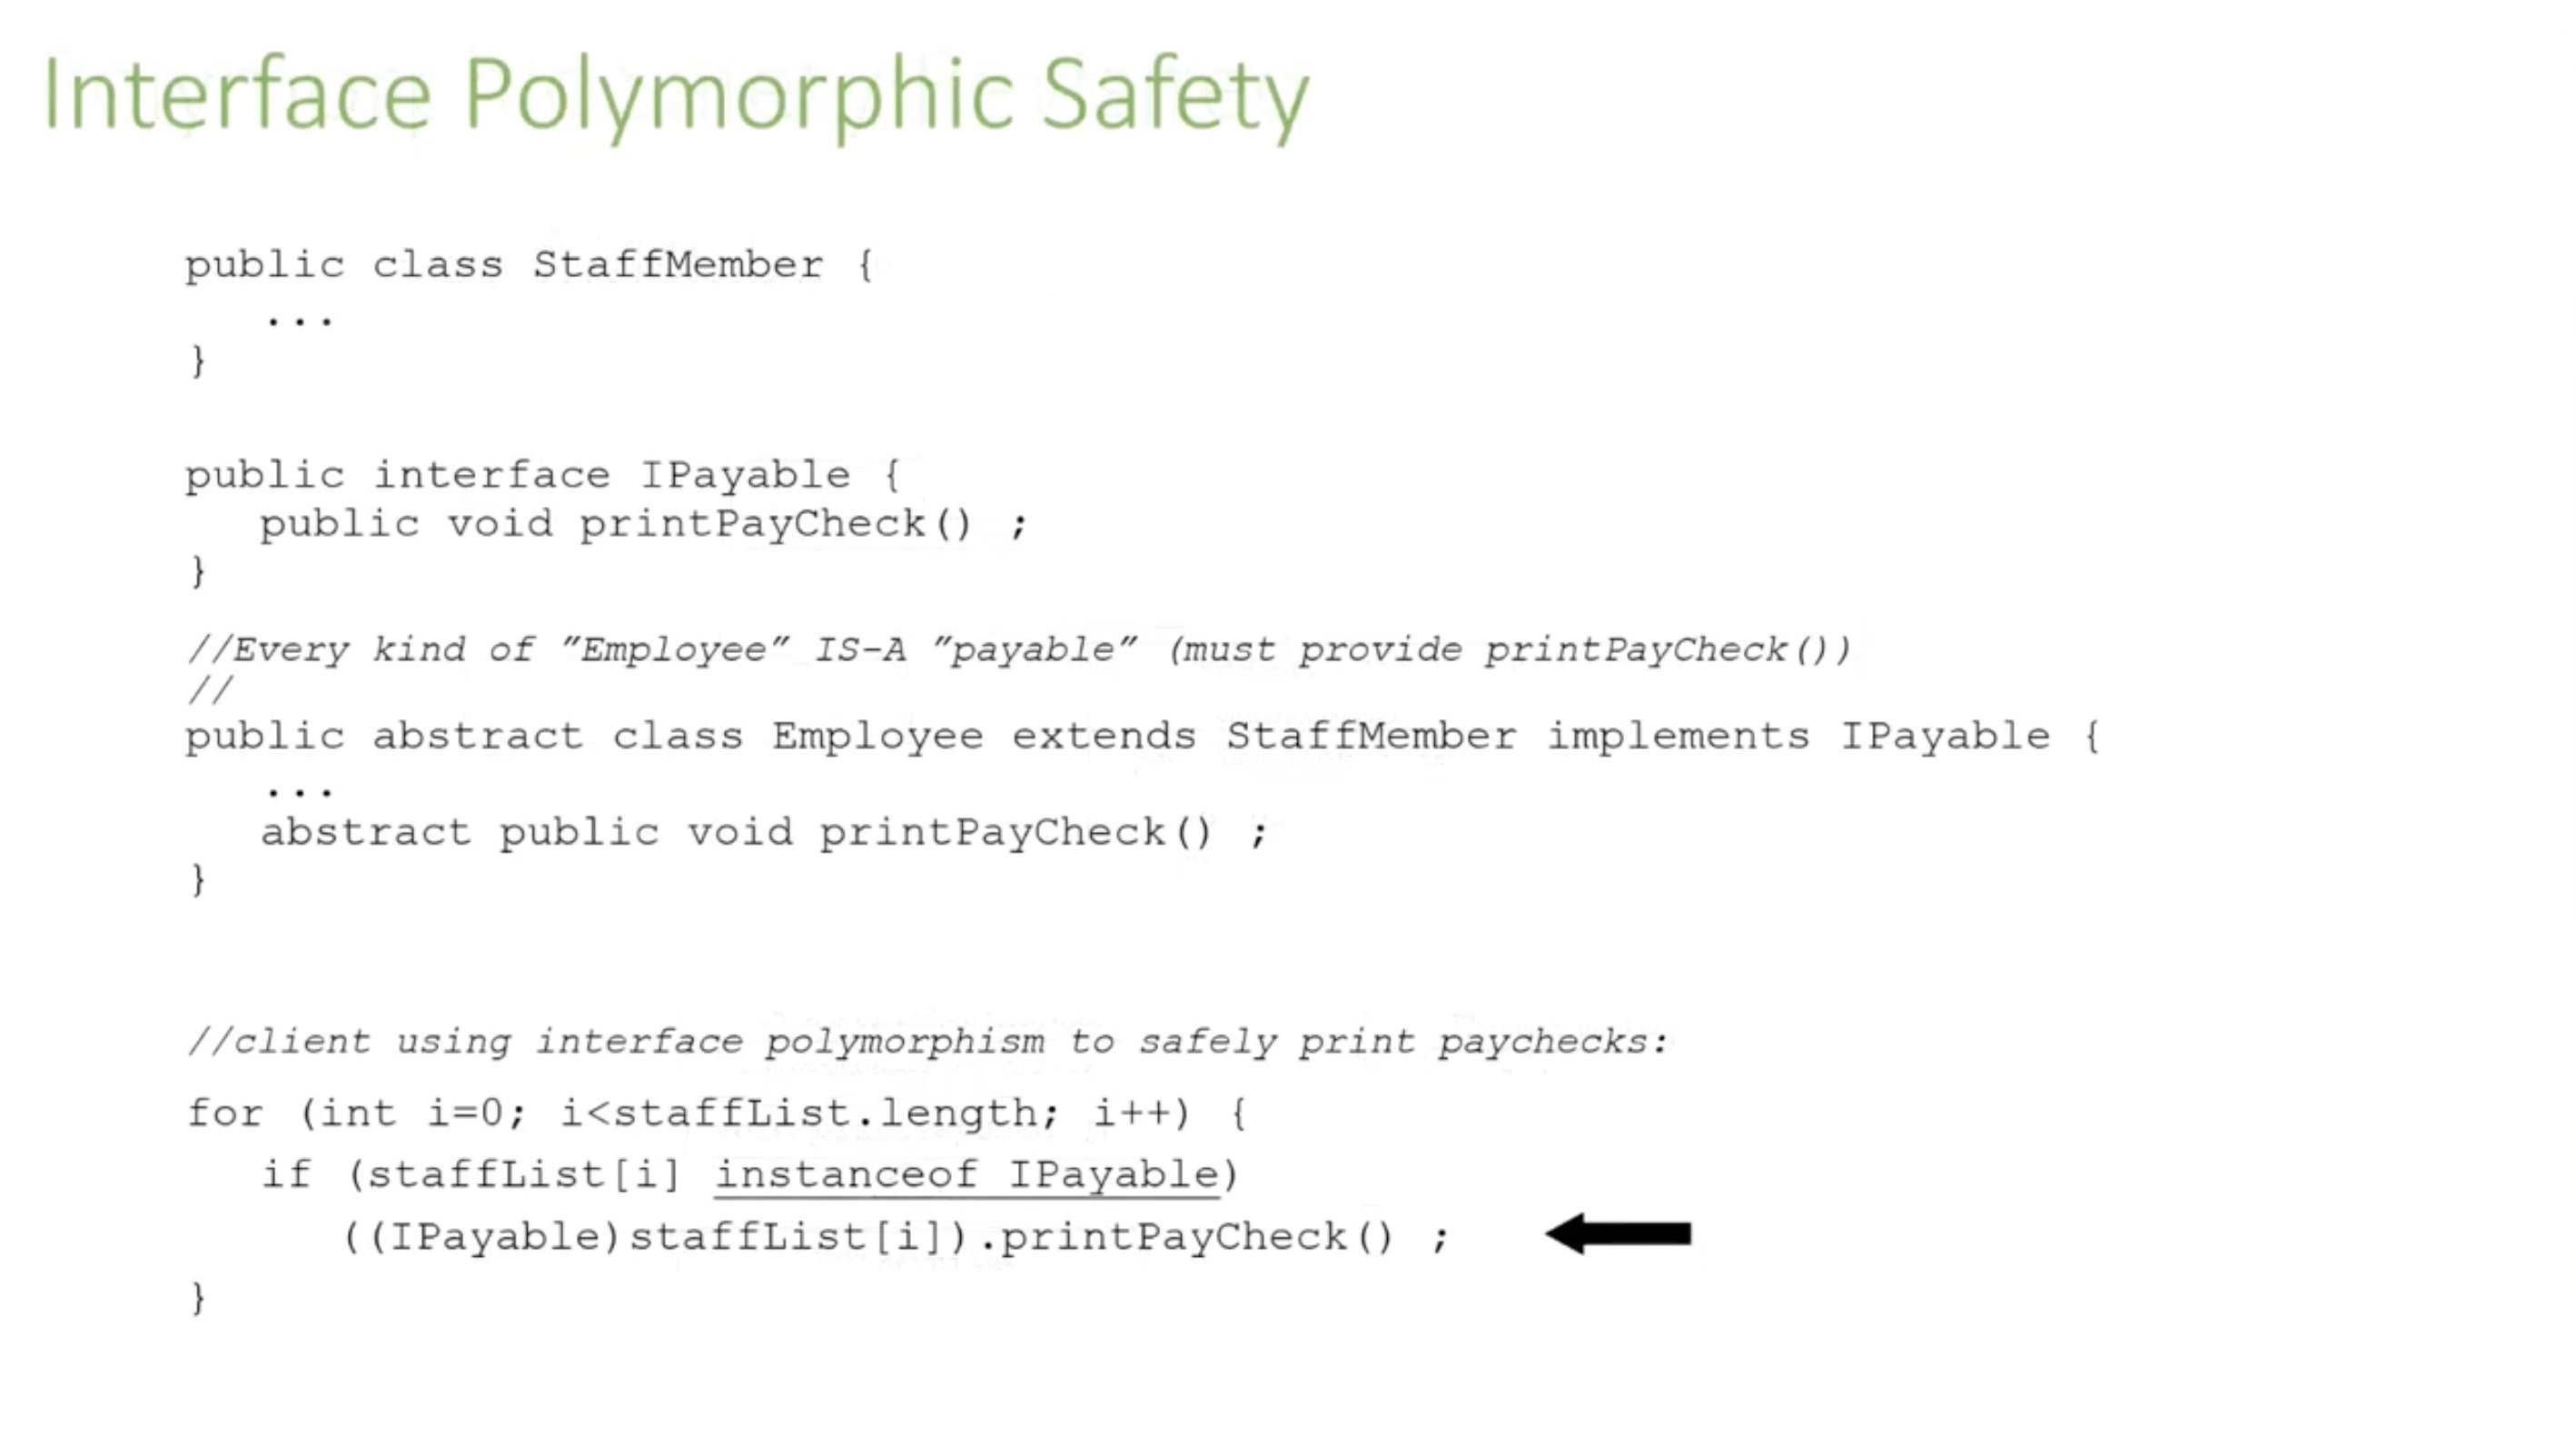 Interface Polymorphic Safety
public class StaffMember {
...
}
public interface IPayable {
public void printPayCheck() ;
}
//Every kind of "Employee" IS-A "payable" (must provide printPayCheck())
//
public abstract class Employee extends StaffMember implements IPayable {
...
abstract public void printPayCheck() ;
}
//client using interface polymorphism to safely print paychecks:
for (int i=0; i<staffList.length; i++) {
if (staffList[i] instanceof IPayable)
((IPayable)staffList[i]).printPayCheck() ;
}